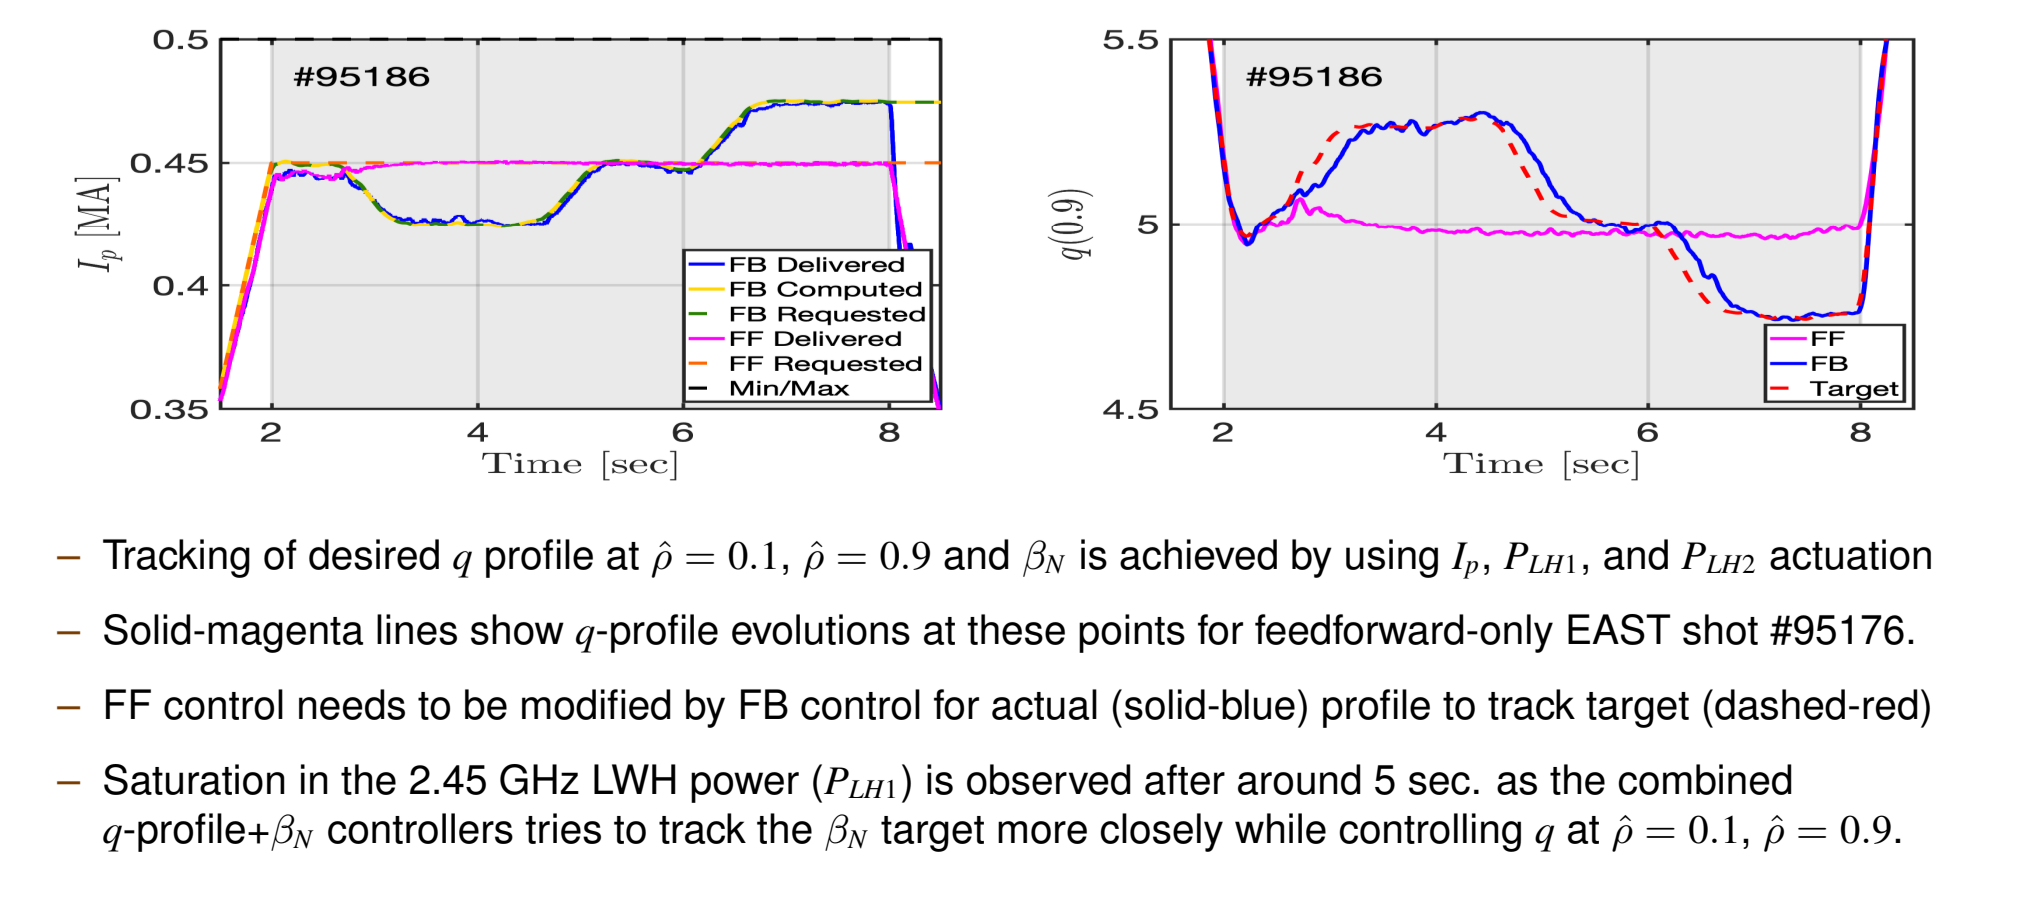 0.5
0.45
0.4
0.35
I_p [MA]
#95186
FB Delivered
FB Computed
FB Requested
FF Delivered
FF Requested
Min/Max
2 4 6 8
Time [sec]
5.5
5
4.5
q(0.9)
#95186
FF
FB
Target
2 4 6 8
Time [sec]
– Tracking of desired q profile at ρ̂ = 0.1, ρ̂ = 0.9 and β_N is achieved by using I_p, P_LH1, and P_LH2 actuation
– Solid-magenta lines show q-profile evolutions at these points for feedforward-only EAST shot #95176.
– FF control needs to be modified by FB control for actual (solid-blue) profile to track target (dashed-red)
– Saturation in the 2.45 GHz LWH power (P_LH1) is observed after around 5 sec. as the combined
q-profile+β_N controllers tries to track the β_N target more closely while controlling q at ρ̂ = 0.1, ρ̂ = 0.9.